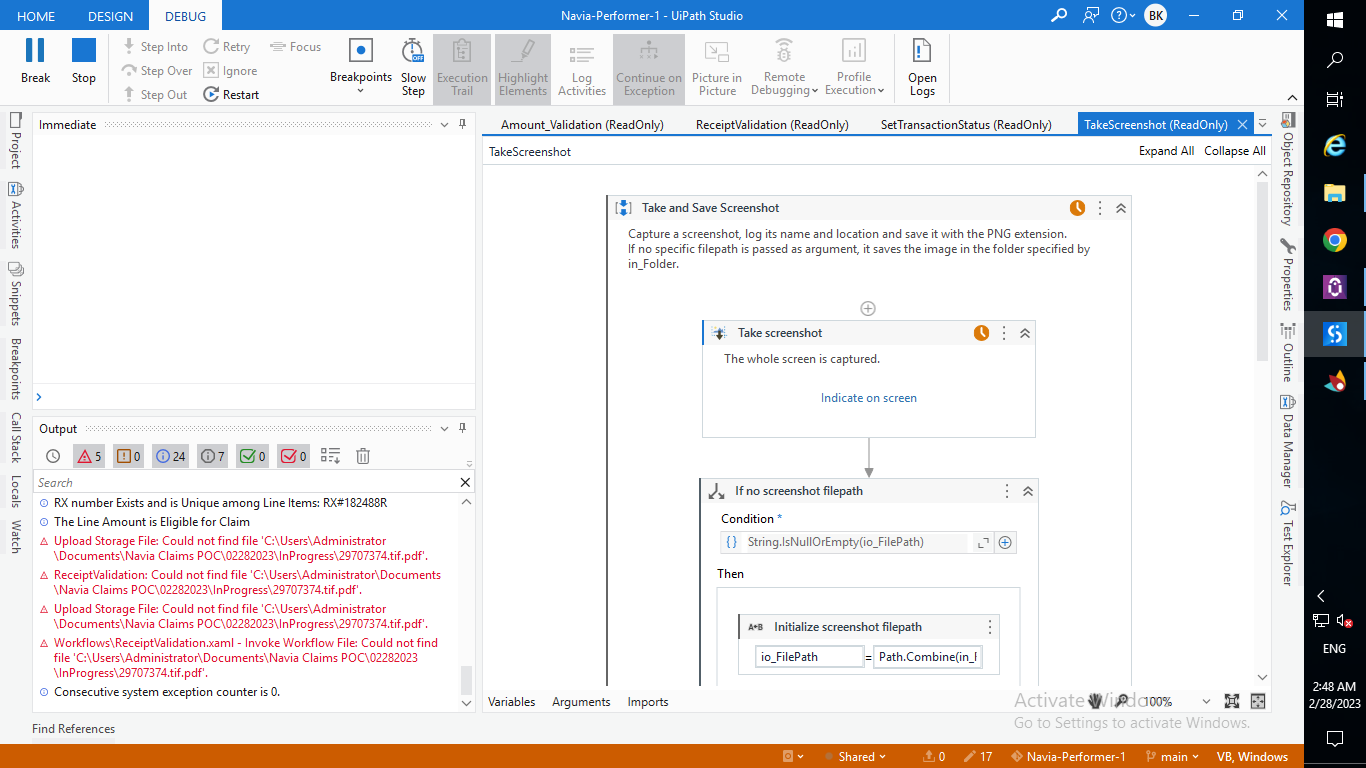 HOME
DESIGN
DEBUG
Navia-Performer-1 - UiPath Studio
BK
Break
Stop
Step Into
Step Over
Step Out
Retry
Ignore
Restart
Focus
Breakpoints
Slow
Step
Execution
Trail
Highlight
Elements
Log
Activities
Continue on
Exception
Picture in
Picture
Remote
Debugging
Profile
Execution
Open
Logs
Project
Activities
Snippets
Breakpoints
Call Stack
Locals
Watch
Immediate
Output
5
0
24
7
0
0
Search
RX number Exists and is Unique among Line Items: RX#182488R
The Line Amount is Eligible for Claim
Upload Storage File: Could not find file 'C:\Users\Administrator
\Documents\Navia Claims POC\02282023\InProgress\29707374.tif.pdf'.
ReceiptValidation: Could not find file 'C:\Users\Administrator\Documents
\Navia Claims POC\02282023\InProgress\29707374.tif.pdf'.
Upload Storage File: Could not find file 'C:\Users\Administrator
\Documents\Navia Claims POC\02282023\InProgress\29707374.tif.pdf'.
Workflows\ReceiptValidation.xaml - Invoke Workflow File: Could not find
file 'C:\Users\Administrator\Documents\Navia Claims POC\02282023
\InProgress\29707374.tif.pdf'.
Consecutive system exception counter is 0.
Find References
Amount_Validation (ReadOnly)
ReceiptValidation (ReadOnly)
SetTransactionStatus (ReadOnly)
TakeScreenshot (ReadOnly)
TakeScreenshot
Expand All
Collapse All
Take and Save Screenshot
Capture a screenshot, log its name and location and save it with the PNG extension.
If no specific filepath is passed as argument, it saves the image in the folder specified by
in_Folder.
Take screenshot
The whole screen is captured.
Indicate on screen
If no screenshot filepath
Condition *
String.IsNullOrEmpty(io_FilePath)
Then
A•B
Initialize screenshot filepath
io_FilePath
=
Path.Combine(in_F
Variables
Arguments
Imports
100%
Activate Windows
Go to Settings to activate Windows.
Object Repository
Properties
Outline
Data Manager
Test Explorer
Shared
0
17
Navia-Performer-1
main
VB, Windows
ENG
2:48 AM
2/28/2023